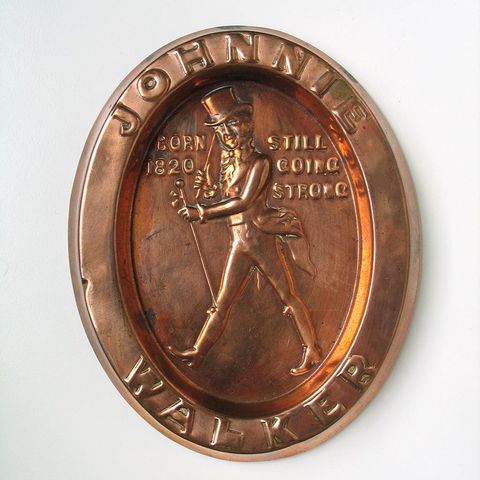 JOHNNIE
BORN 1820
STILL GOING STRONG
WALKER